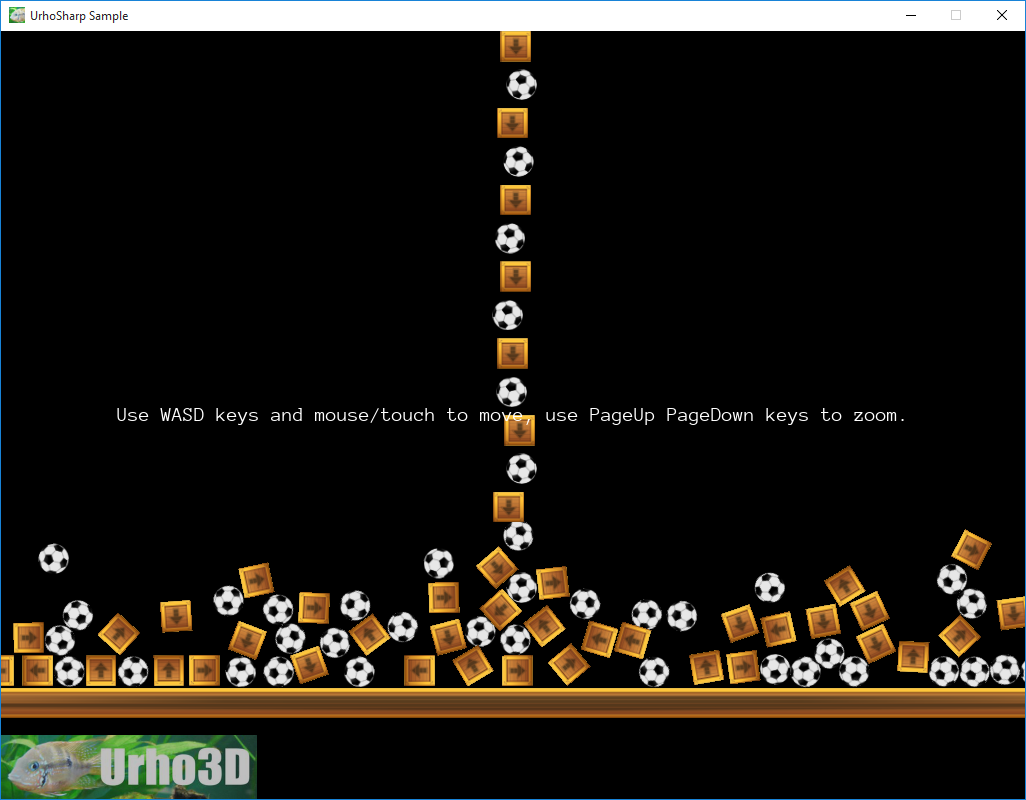 UrhoSharp Sample
Use WASD keys and mouse/touch to move, use PageUp PageDown keys to zoom.
Urho3D